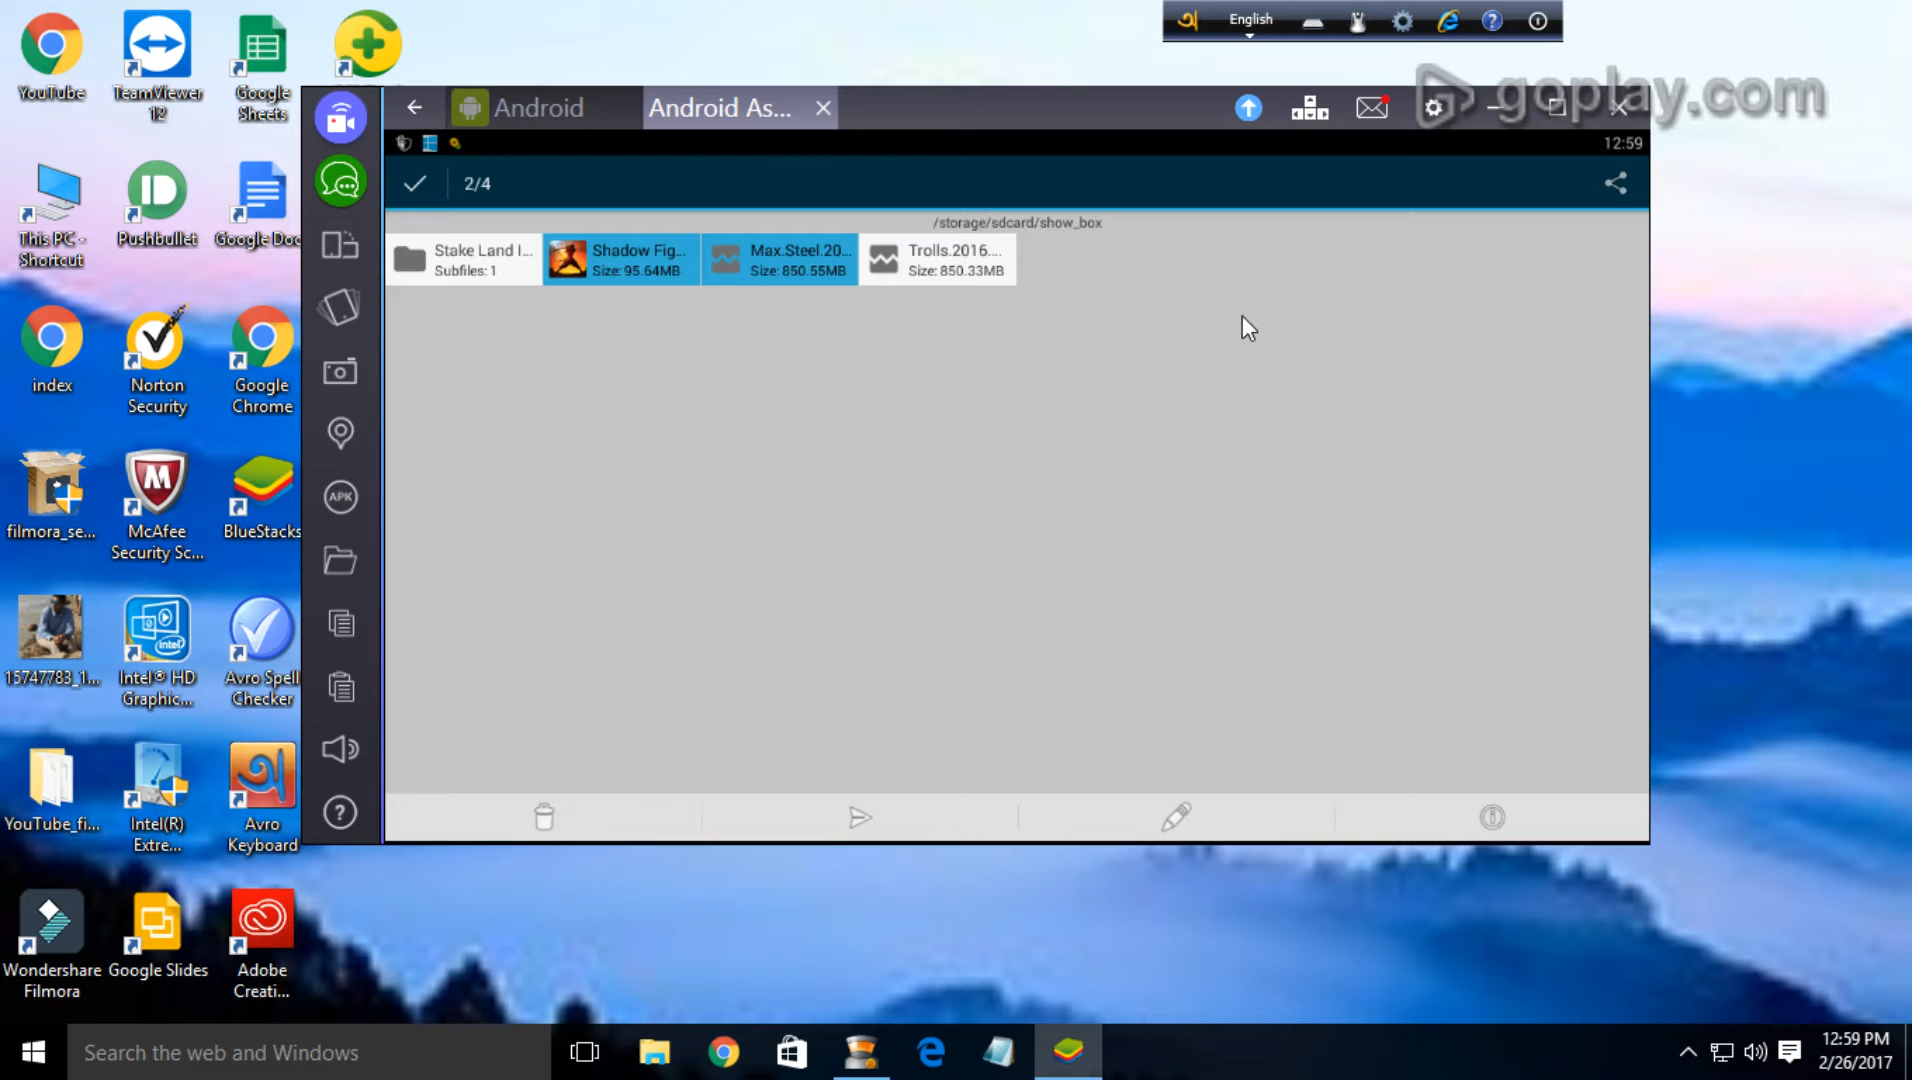 YouTube
TeamViewer
12
Google
Sheets
English
goplay.com
Android
Android As...
12:59
2/4
/storage/sdcard/show_box
Stake Land I...
Subfiles: 1
Shadow Fig...
Size: 95.64MB
Max.Steel.20...
Size: 850.55MB
Trolls.2016....
Size: 850.33MB
This PC -
Shortcut
Pushbullet
Google Doc
index
Norton
Security
Google
Chrome
APK
filmora_se...
McAfee
Security Sc...
BlueStacks
15747783_1...
intel
Intel® HD
Graphic...
Avro Spell
Checker
YouTube_fi...
Intel(R)
Extre...
Avro
Keyboard
Wondershare
Filmora
Google Slides
Adobe
Creati...
Search the web and Windows
12:59 PM
2/26/2017